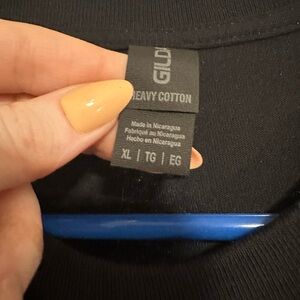 GILD
HEAVY COTTON
Made in Nicaragua
Fabriqué au Nicaragua
Hecho en Nicaragua
XL | TG | EG